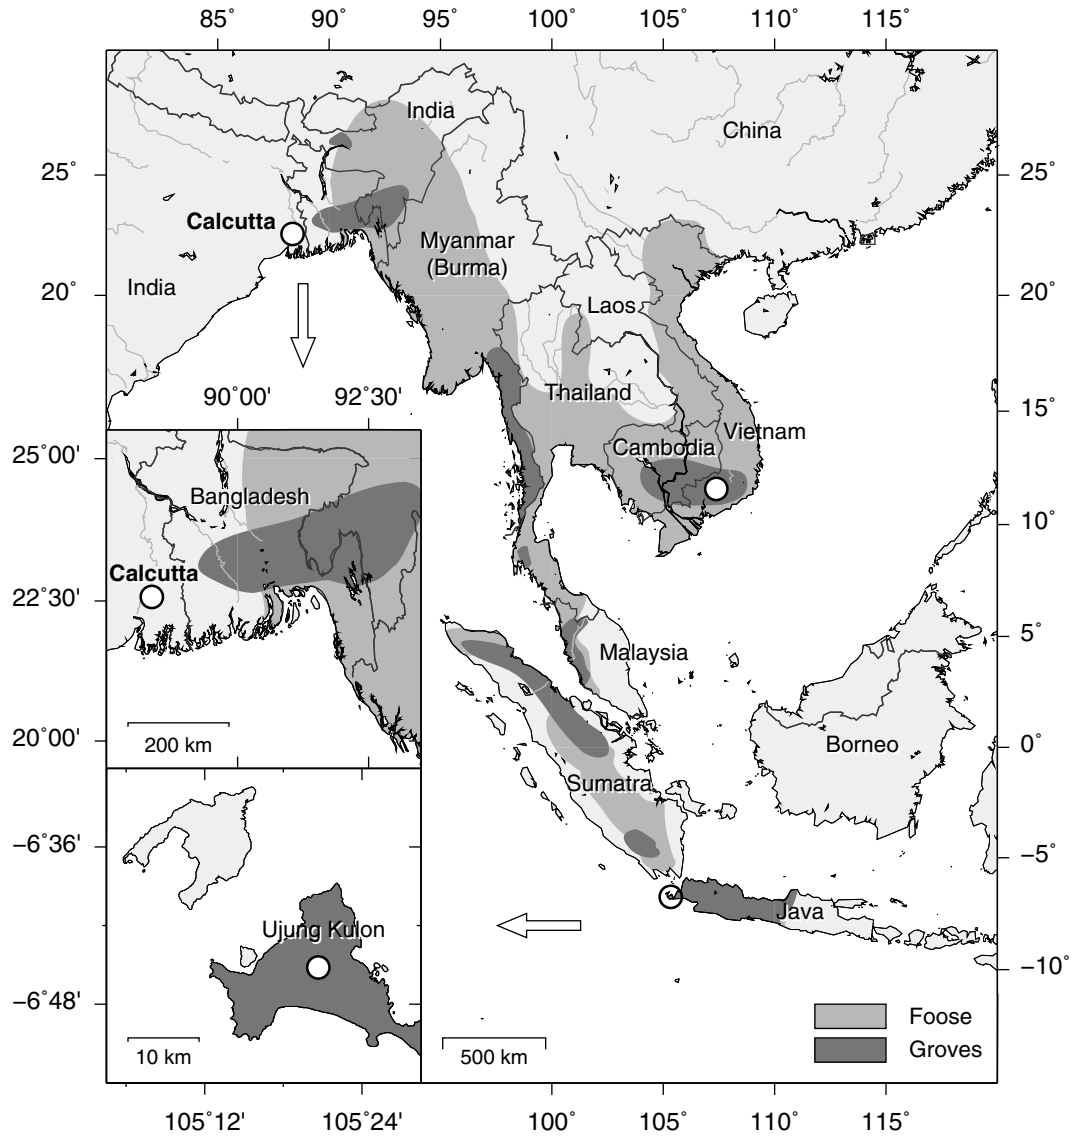 85˚ 90˚ 95˚ 100˚ 105˚ 110˚ 115˚
India
China
25˚ 25˚
Calcutta
Myanmar
(Burma)
India
20˚ Laos 20˚
90˚00' 92˚30'
Thailand
15˚
Vietnam
Cambodia
25˚00'
Bangladesh
10˚
Calcutta
22˚30'
5˚
Malaysia
20˚00'
200 km
Borneo
0˚
Sumatra
−6˚36'
−5˚
Java
Ujung Kulon
−10˚
−6˚48'
Foose
10 km
500 km
Groves
105˚12' 105˚24' 100˚ 105˚ 110˚ 115˚